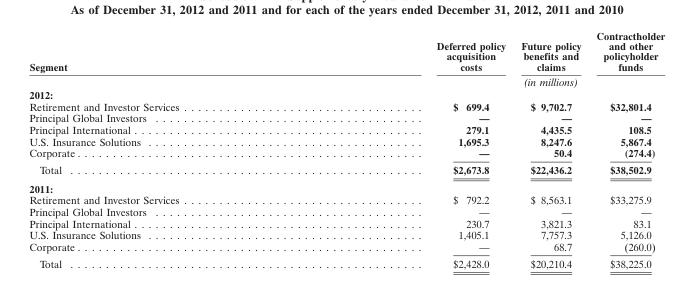 As of December 31, 2012 and 2011 and for each of the years ended December 31, 2012, 2011 and 2010
Segment Deferred policy acquisition costs Future policy benefits and claims Contractholder and other policyholder funds
(in millions)
2012:
Retirement and Investor Services . . . . . . . . . . . . . . . . . . . . . . . . . . . . . . . . . . . . . $ 699.4 $ 9,702.7 $32,801.4
Principal Global Investors . . . . . . . . . . . . . . . . . . . . . . . . . . . . . . . . . . . . . . . . — — —
Principal International . . . . . . . . . . . . . . . . . . . . . . . . . . . . . . . . . . . . . . . . . . . 279.1 4,435.5 108.5
U.S. Insurance Solutions . . . . . . . . . . . . . . . . . . . . . . . . . . . . . . . . . . . . . . . . . 1,695.3 8,247.6 5,867.4
Corporate . . . . . . . . . . . . . . . . . . . . . . . . . . . . . . . . . . . . . . . . . . . . . . . . . . . . . — 50.4 (274.4)
Total . . . . . . . . . . . . . . . . . . . . . . . . . . . . . . . . . . . . . . . . . . . . . . . . . . . . . . $2,673.8 $22,436.2 $38,502.9
2011:
Retirement and Investor Services . . . . . . . . . . . . . . . . . . . . . . . . . . . . . . . . . . . . . $ 792.2 $ 8,563.1 $33,275.9
Principal Global Investors . . . . . . . . . . . . . . . . . . . . . . . . . . . . . . . . . . . . . . . . — — —
Principal International . . . . . . . . . . . . . . . . . . . . . . . . . . . . . . . . . . . . . . . . . . . 230.7 3,821.3 83.1
U.S. Insurance Solutions . . . . . . . . . . . . . . . . . . . . . . . . . . . . . . . . . . . . . . . . . 1,405.1 7,757.3 5,126.0
Corporate . . . . . . . . . . . . . . . . . . . . . . . . . . . . . . . . . . . . . . . . . . . . . . . . . . . . . — 68.7 (260.0)
Total . . . . . . . . . . . . . . . . . . . . . . . . . . . . . . . . . . . . . . . . . . . . . . . . . . . . . . $2,428.0 $20,210.4 $38,225.0